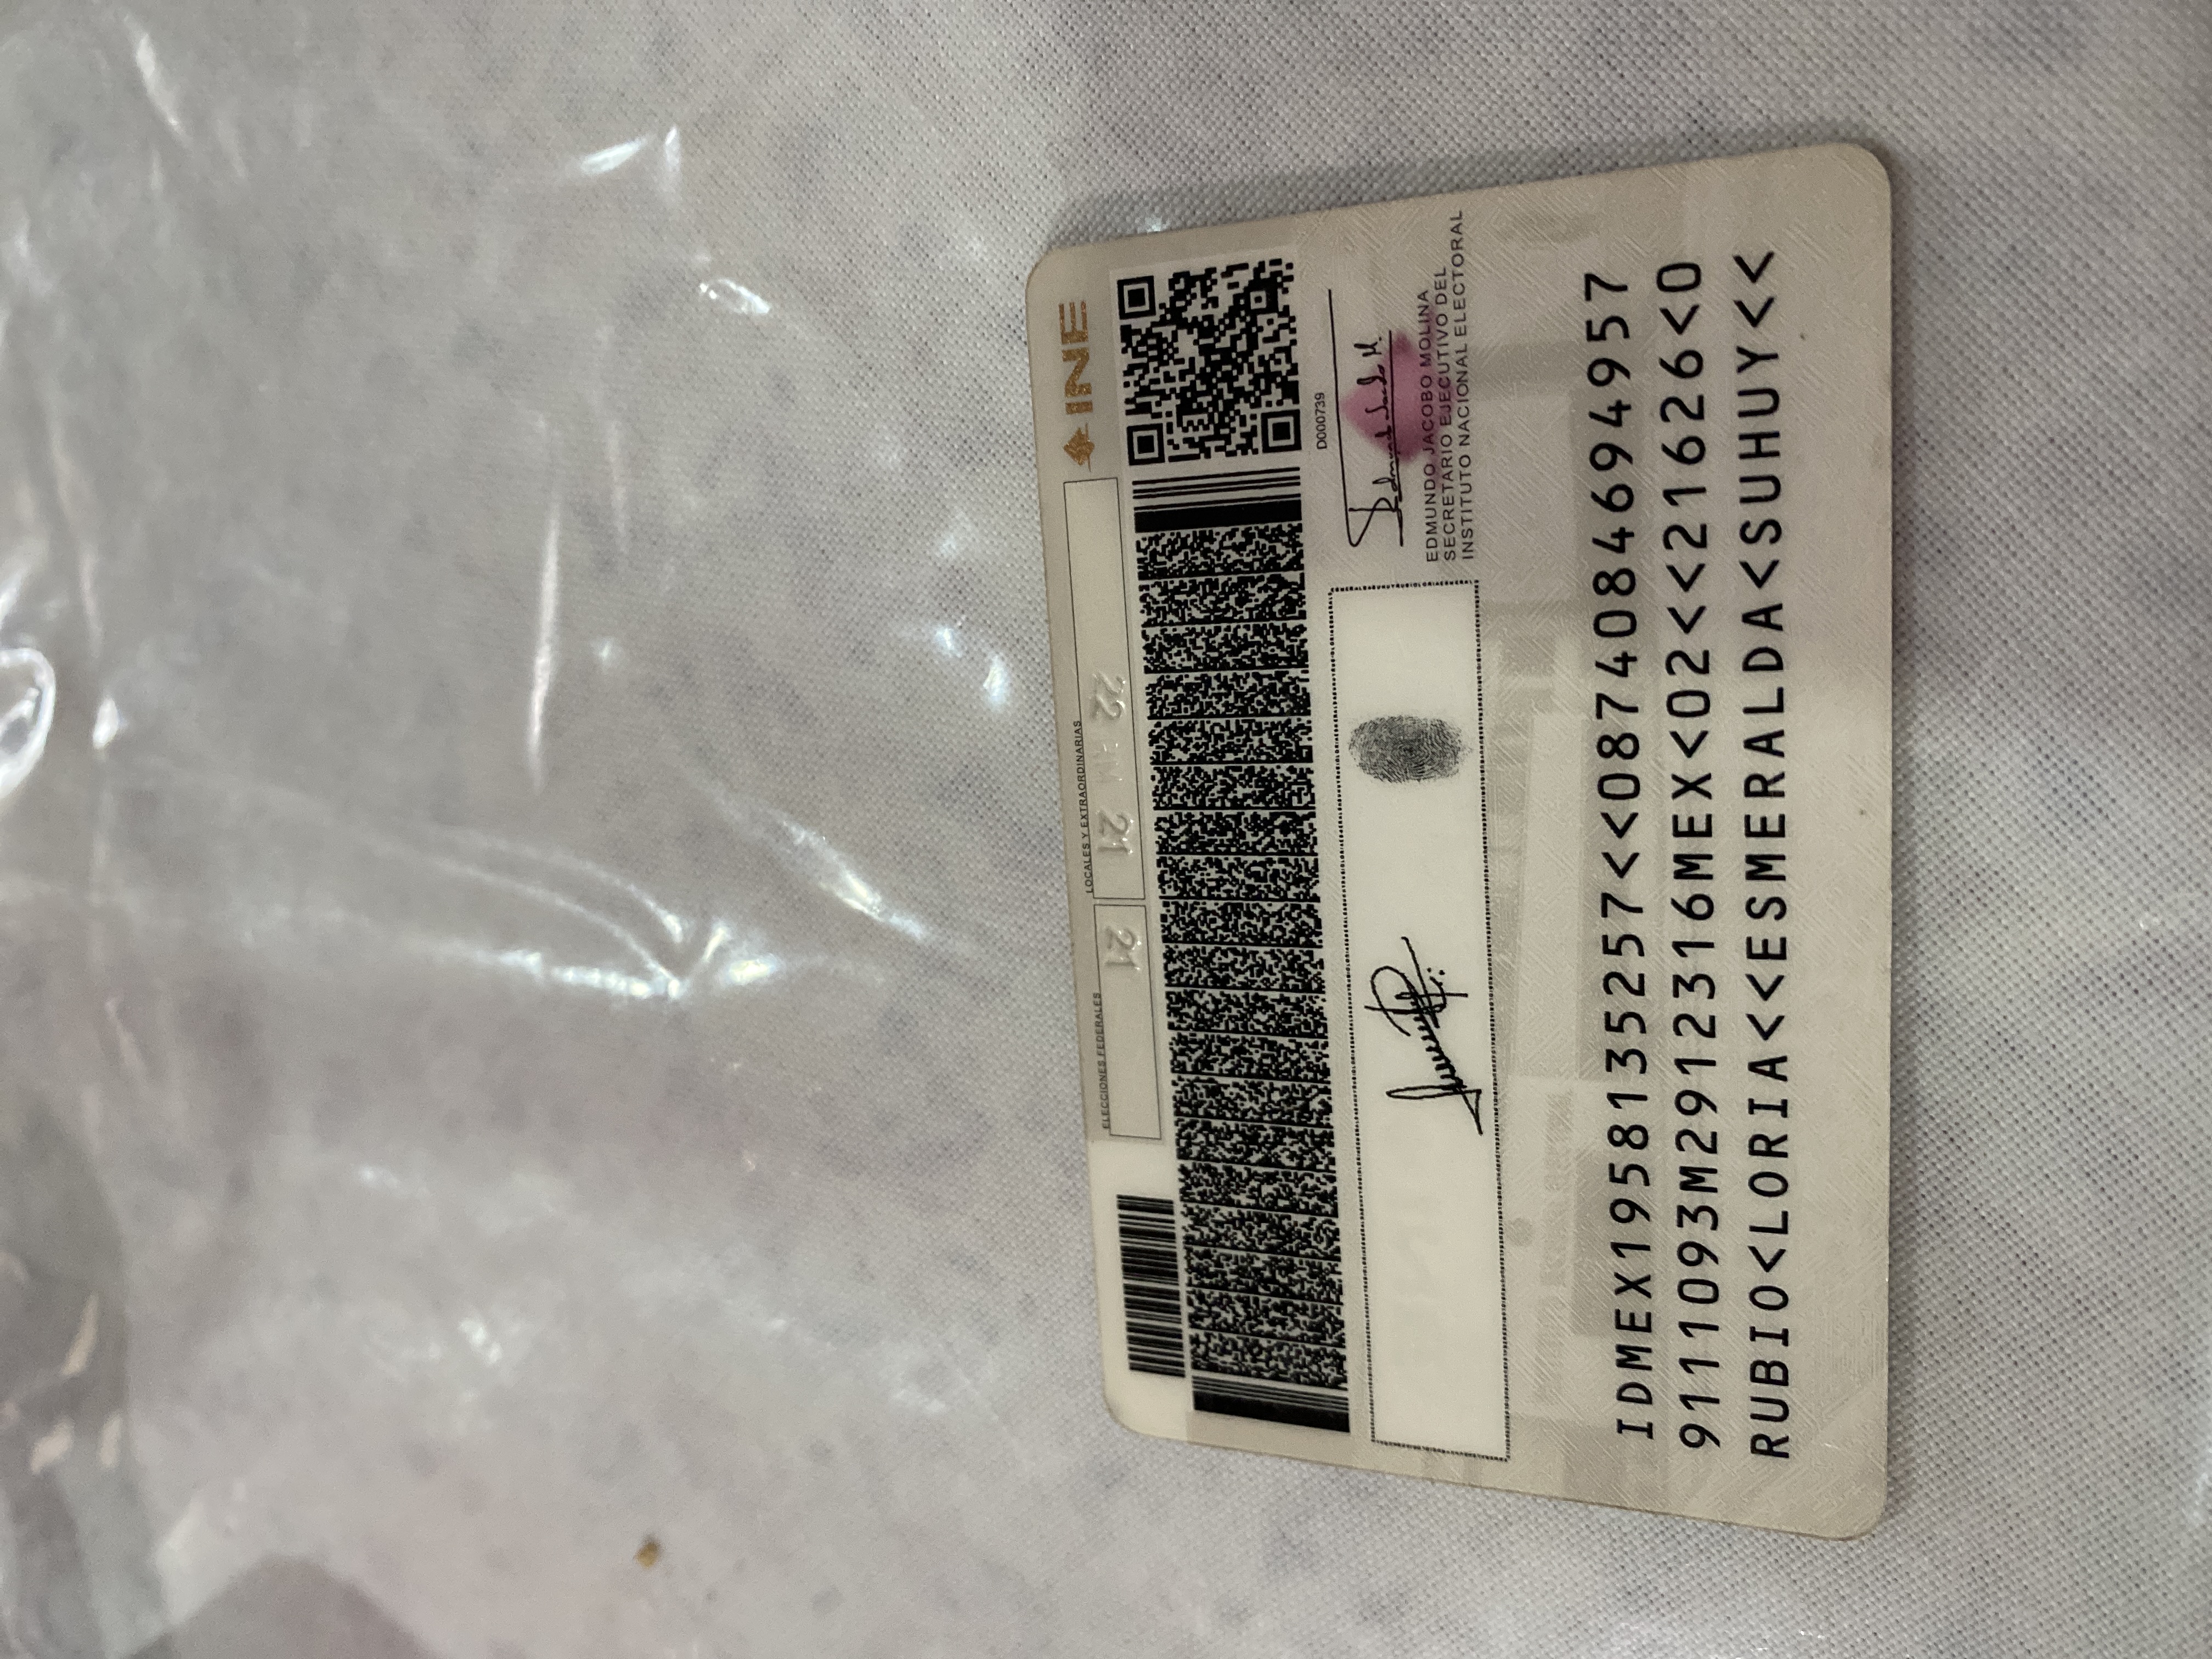 ELECCIONES FEDERALES
LOCALES Y EXTRAORDINARIAS
INE
21
21
22
D000739
EDMUNDO JACOBO MOLINA
SECRETARIO EJECUTIVO DEL
INSTITUTO NACIONAL ELECTORAL
IDMEX1958135257<<0874084694957
9111093M2912316MEX<02<<21626<0
RUBIO<LORIA<<ESMERALDA<SUHUY<<